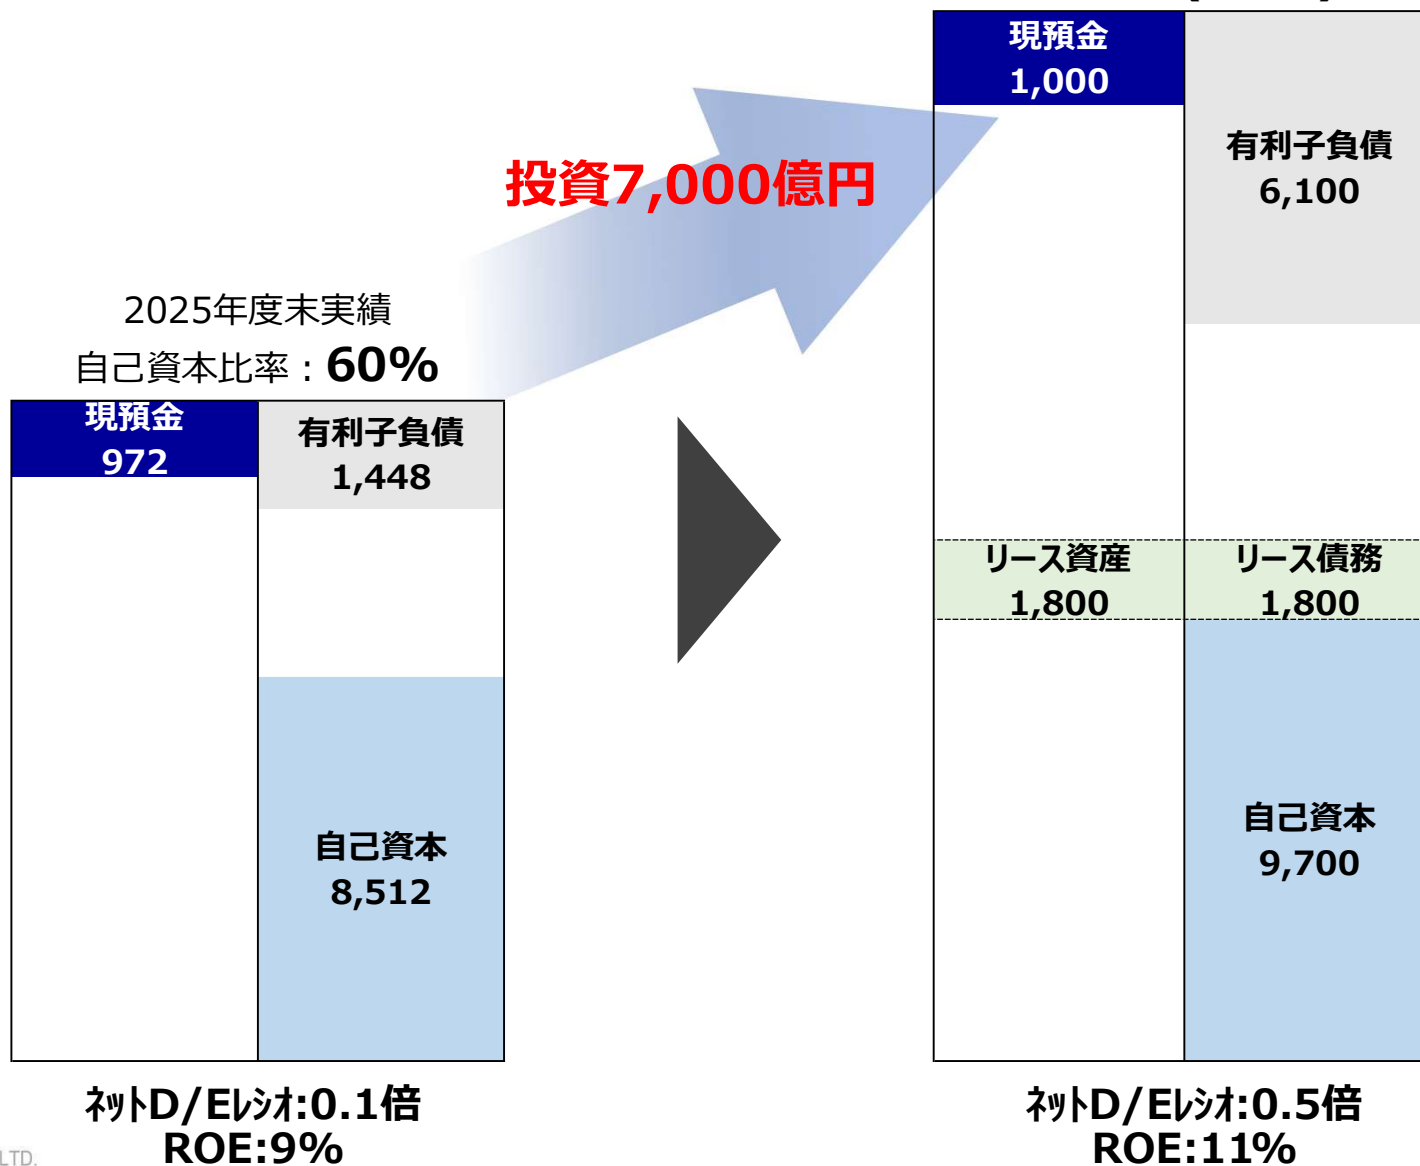 投資7,000億円
2025年度末実績
自己資本比率：60%
現預金
972
有利子負債
1,448
自己資本
8,512
ﾈｯﾄD/Eﾚｼｵ:0.1倍
ROE:9%
現預金
1,000
有利子負債
6,100
リース資産
1,800
リース債務
1,800
自己資本
9,700
ﾈｯﾄD/Eﾚｼｵ:0.5倍
ROE:11%
LTD.